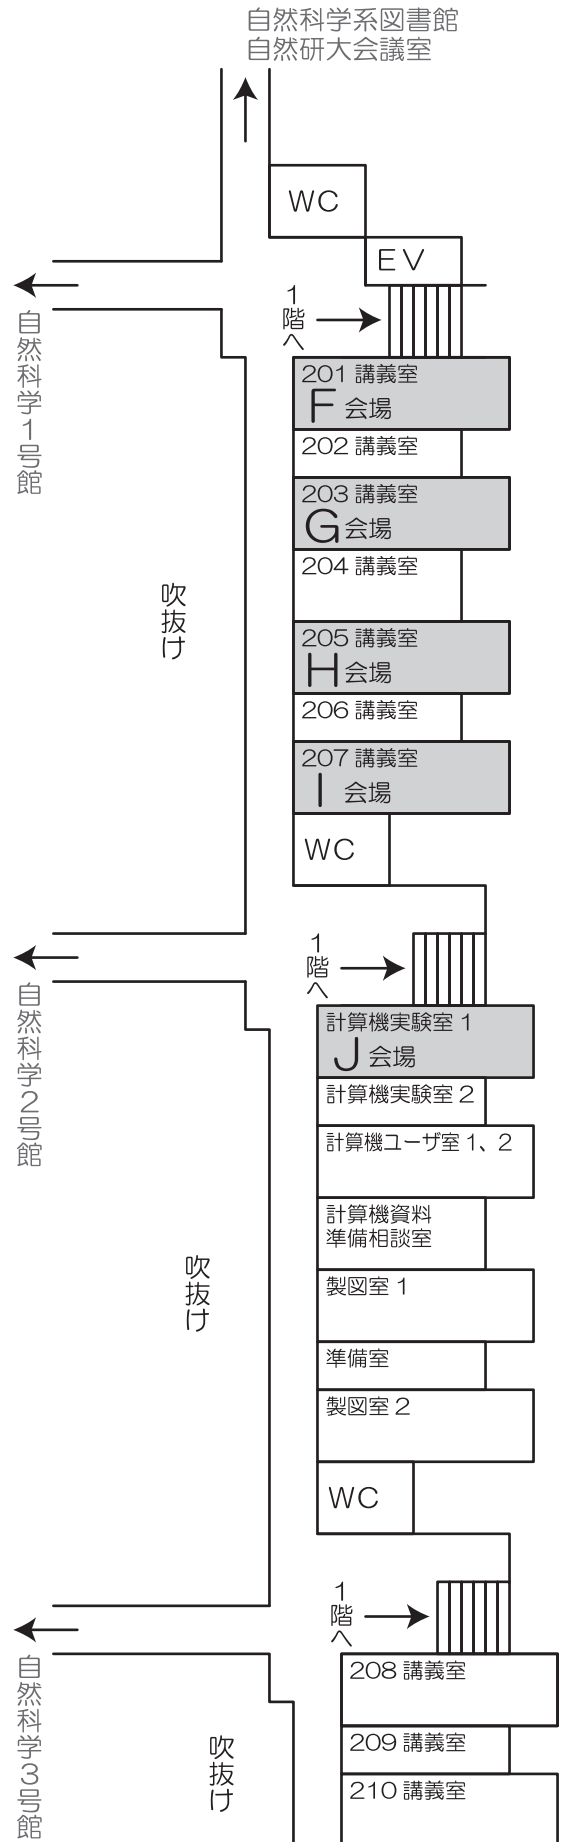 自然科学系図書館
自然研大会議室
WC
EV
1階へ
自然科学1号館
201 講義室
F 会場
202 講義室
203 講義室
G 会場
204 講義室
吹抜け
205 講義室
H 会場
206 講義室
207 講義室
I 会場
WC
1階へ
自然科学2号館
計算機実験室 1
J 会場
計算機実験室 2
計算機ユーザ室 1、2
計算機資料
準備相談室
吹抜け
製図室 1
準備室
製図室 2
WC
1階へ
自然科学3号館
208 講義室
209 講義室
吹抜け
210 講義室